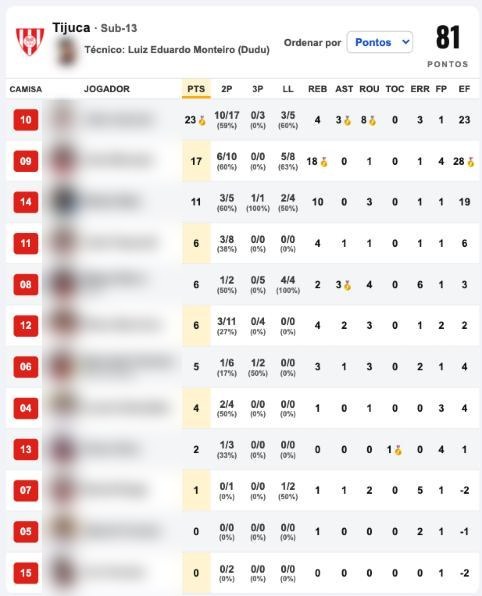 Tijuca · Sub-13
Técnico: Luiz Eduardo Monteiro (Dudu)
Ordenar por Pontos
81
PONTOS
CAMISA JOGADOR PTS 2P 3P LL REB AST ROU TOC ERR FP EF
10 23 10/17 (59%) 0/3 (0%) 3/5 (60%) 4 3 8 0 3 1 23
09 17 6/10 (60%) 0/0 (0%) 5/8 (63%) 18 0 1 0 1 4 28
14 11 3/5 (60%) 1/1 (100%) 2/4 (50%) 10 0 3 0 1 1 19
11 6 3/8 (38%) 0/0 (0%) 0/0 (0%) 4 1 1 0 1 1 6
08 6 1/2 (50%) 0/5 (0%) 4/4 (100%) 2 3 4 0 6 1 3
12 6 3/11 (27%) 0/4 (0%) 0/0 (0%) 4 2 3 0 1 2 2
06 5 1/6 (17%) 1/2 (50%) 0/0 (0%) 3 1 3 0 2 1 4
04 4 2/4 (50%) 0/0 (0%) 0/0 (0%) 1 0 1 0 0 3 4
13 2 1/3 (33%) 0/0 (0%) 0/0 (0%) 0 0 0 1 0 4 1
07 1 0/1 (0%) 0/0 (0%) 1/2 (50%) 1 1 2 0 5 1 -2
05 0 0/0 (0%) 0/0 (0%) 0/0 (0%) 1 0 0 0 2 1 -1
15 0 0/2 (0%) 0/0 (0%) 0/0 (0%) 0 0 0 0 0 1 -2